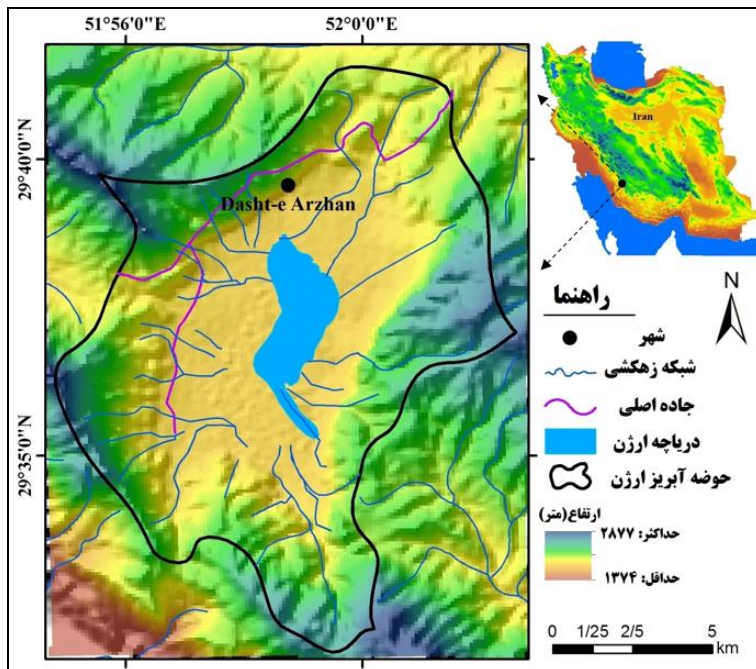 51°56'0"E
52°0'0"E
29°40'0"N
29°35'0"N
Dasht-e Arzhan
Iran
N
راهنما
شهر
شبکه زهکشی
جاده اصلی
دریاچه ارژن
حوضه آبریز ارژن
ارتفاع(متر)
حداکثر: ۲۸۷۷
حداقل: ۱۳۷۴
0 1/25 2/5 5
km